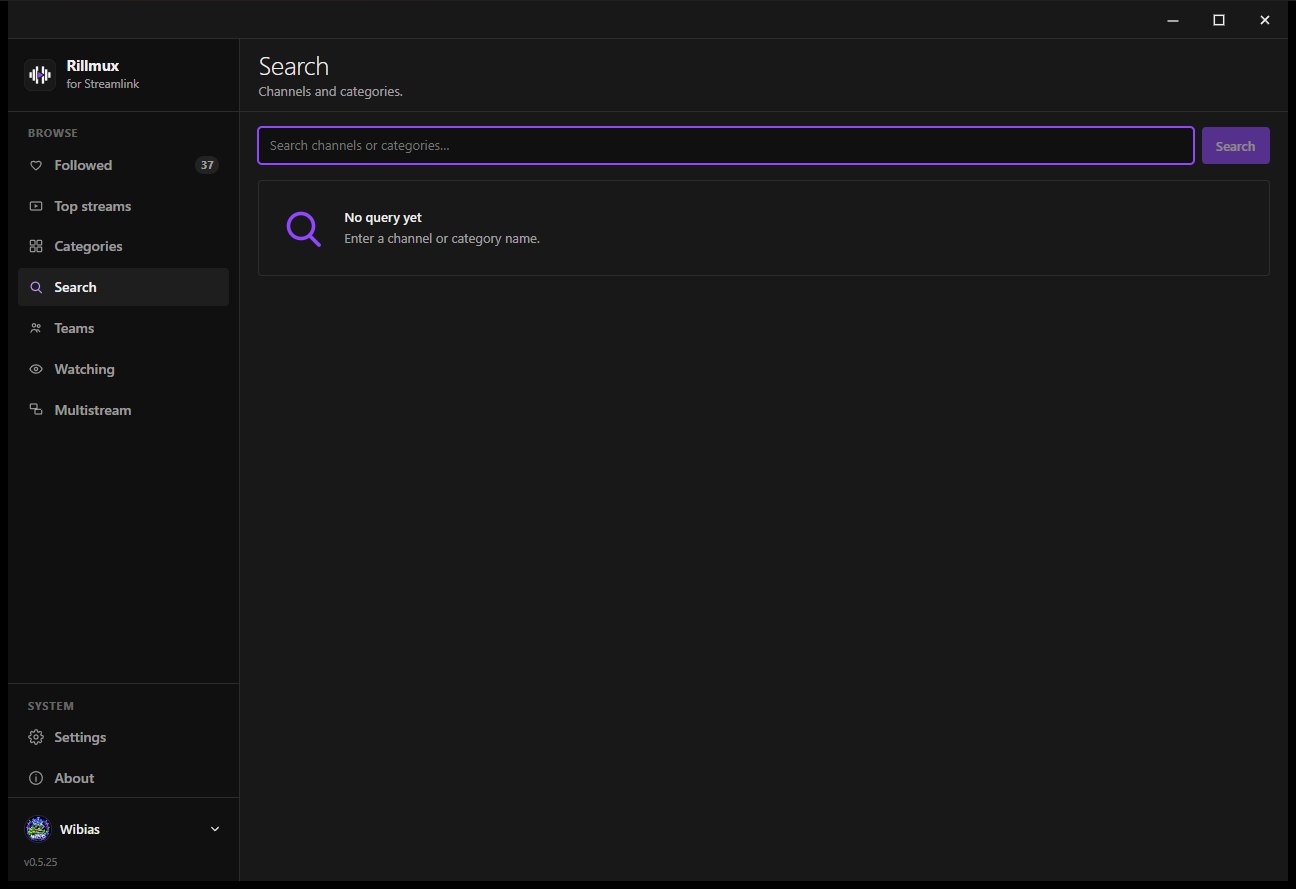 Rillmux
for Streamlink
BROWSE
Followed 37
Top streams
Categories
Search
Teams
Watching
Multistream
SYSTEM
Settings
About
Wibias
v0.5.25
Search
Channels and categories.
Search channels or categories...
Search
No query yet
Enter a channel or category name.